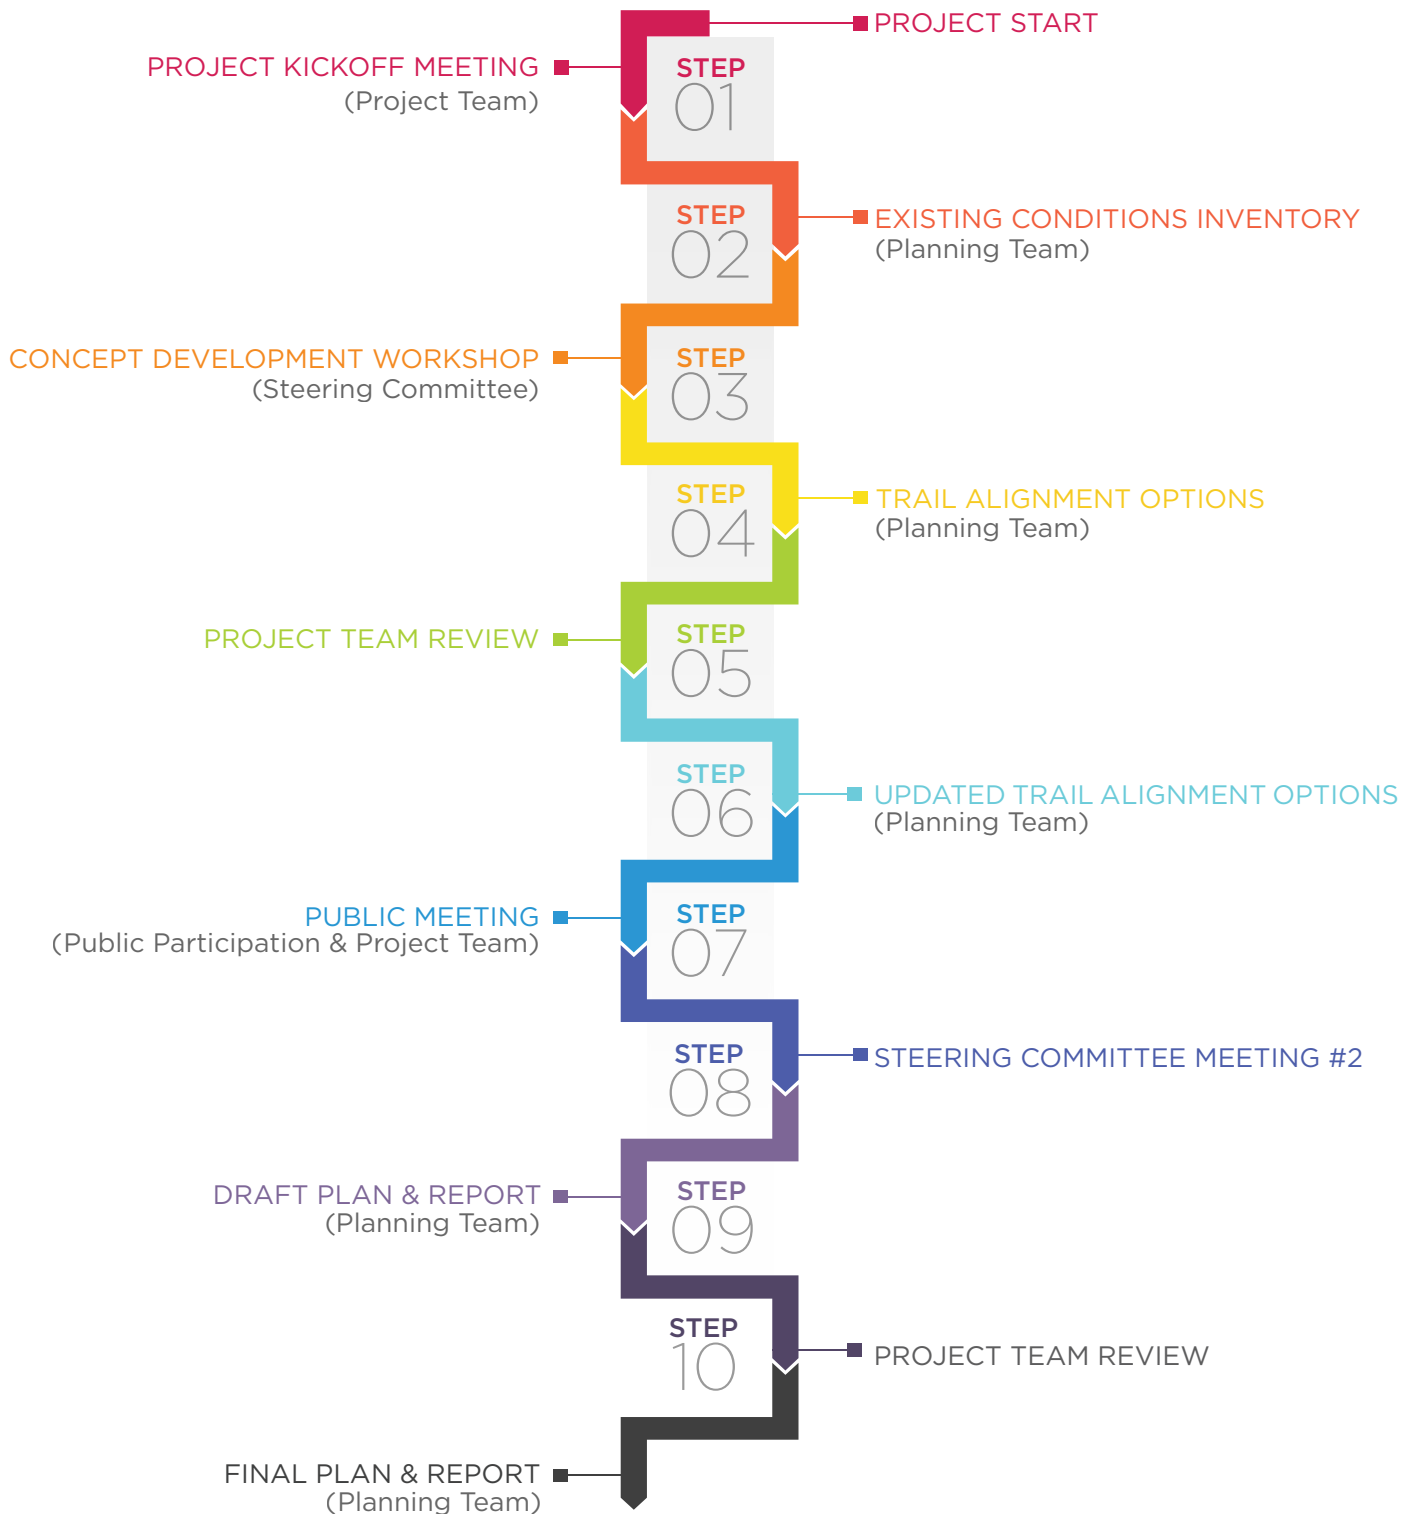 PROJECT START
PROJECT KICKOFF MEETING
(Project Team)
STEP
01
STEP
02
EXISTING CONDITIONS INVENTORY
(Planning Team)
CONCEPT DEVELOPMENT WORKSHOP
(Steering Committee)
STEP
03
STEP
04
TRAIL ALIGNMENT OPTIONS
(Planning Team)
PROJECT TEAM REVIEW
STEP
05
STEP
06
UPDATED TRAIL ALIGNMENT OPTIONS
(Planning Team)
PUBLIC MEETING
(Public Participation & Project Team)
STEP
07
STEP
08
STEERING COMMITTEE MEETING #2
DRAFT PLAN & REPORT
(Planning Team)
STEP
09
STEP
10
PROJECT TEAM REVIEW
FINAL PLAN & REPORT
(Planning Team)